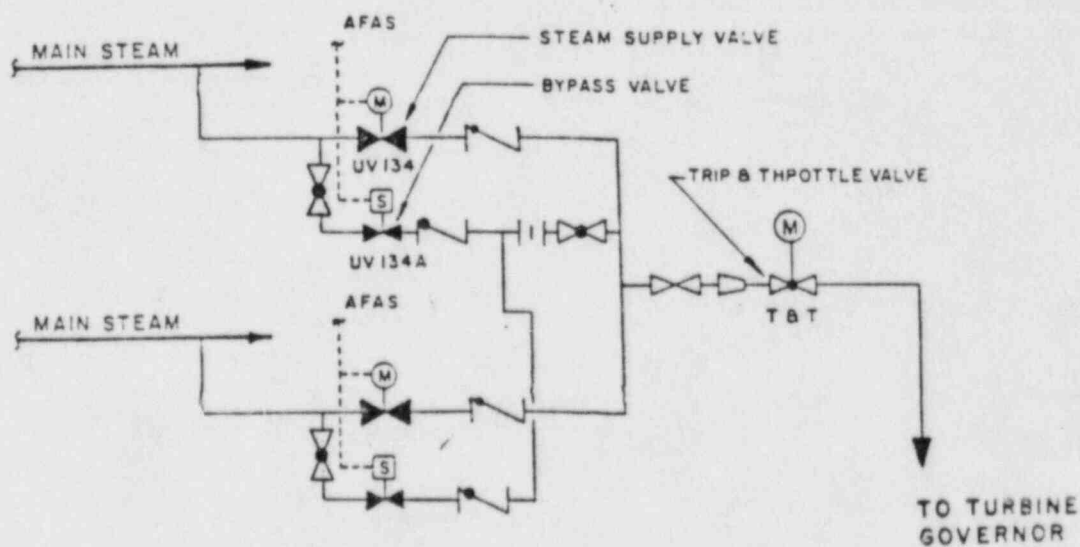 AFAS
MAIN STEAM
STEAM SUPPLY VALVE
BYPASS VALVE
M
UV 134
S
UV 134A
TRIP & THPOTTLE VALVE
M
T & T
AFAS
MAIN STEAM
M
S
TO TURBINE
GOVERNOR